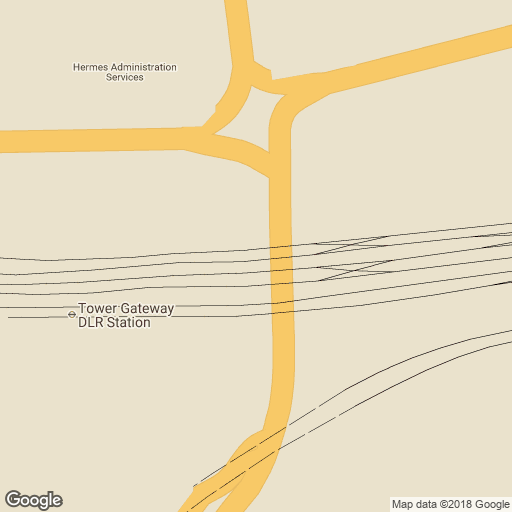 Hermes Administration
Services
Tower Gateway
DLR Station
Google
Map data ©2018 Google